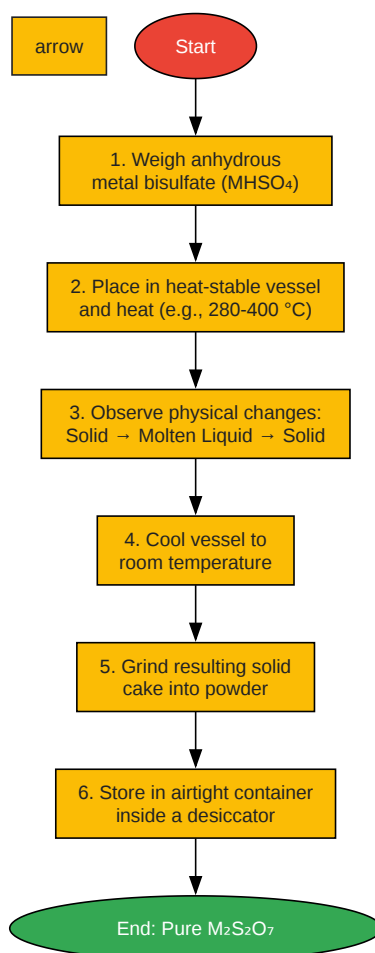 arrow
Start
1. Weigh anhydrous
metal bisulfate (MHSO₄)
2. Place in heat-stable vessel
and heat (e.g., 280-400 °C)
3. Observe physical changes:
Solid → Molten Liquid → Solid
4. Cool vessel to
room temperature
5. Grind resulting solid
cake into powder
6. Store in airtight container
inside a desiccator
End: Pure M₂S₂O₇